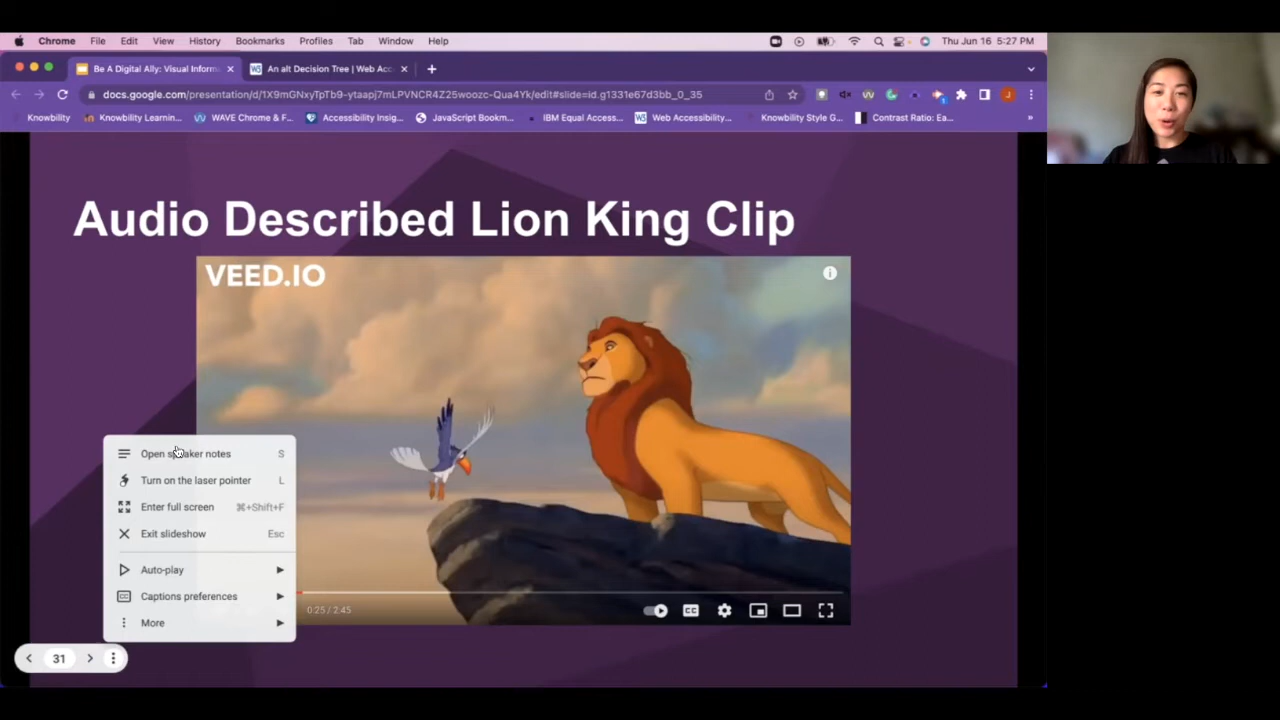 Chrome File Edit View History Bookmarks Profiles Tab Window Help Thu Jun 16 5:27 PM
Be A Digital Ally: Visual Inform An alt Decision Tree | Web Acc
docs.google.com/presentation/d/1X9mGNxyTpTb9-ytaapj7mLPVNCR4Z25woozc-Qua4Yk/edit#slide=id.g1331e67d3bb_0_35
Knowbility Knowbility Learnin... WAVE Chrome & F... Accessibility Insig... JavaScript Bookm... IBM Equal Access... Web Accessibility... Knowbility Style G... Contrast Ratio: Ea... »
Audio Described Lion King Clip
VEED.IO
Open speaker notes S
Turn on the laser pointer L
Enter full screen ⌘+Shift+F
Exit slideshow Esc
Auto-play
Captions preferences
More
0:25 / 2:45
31